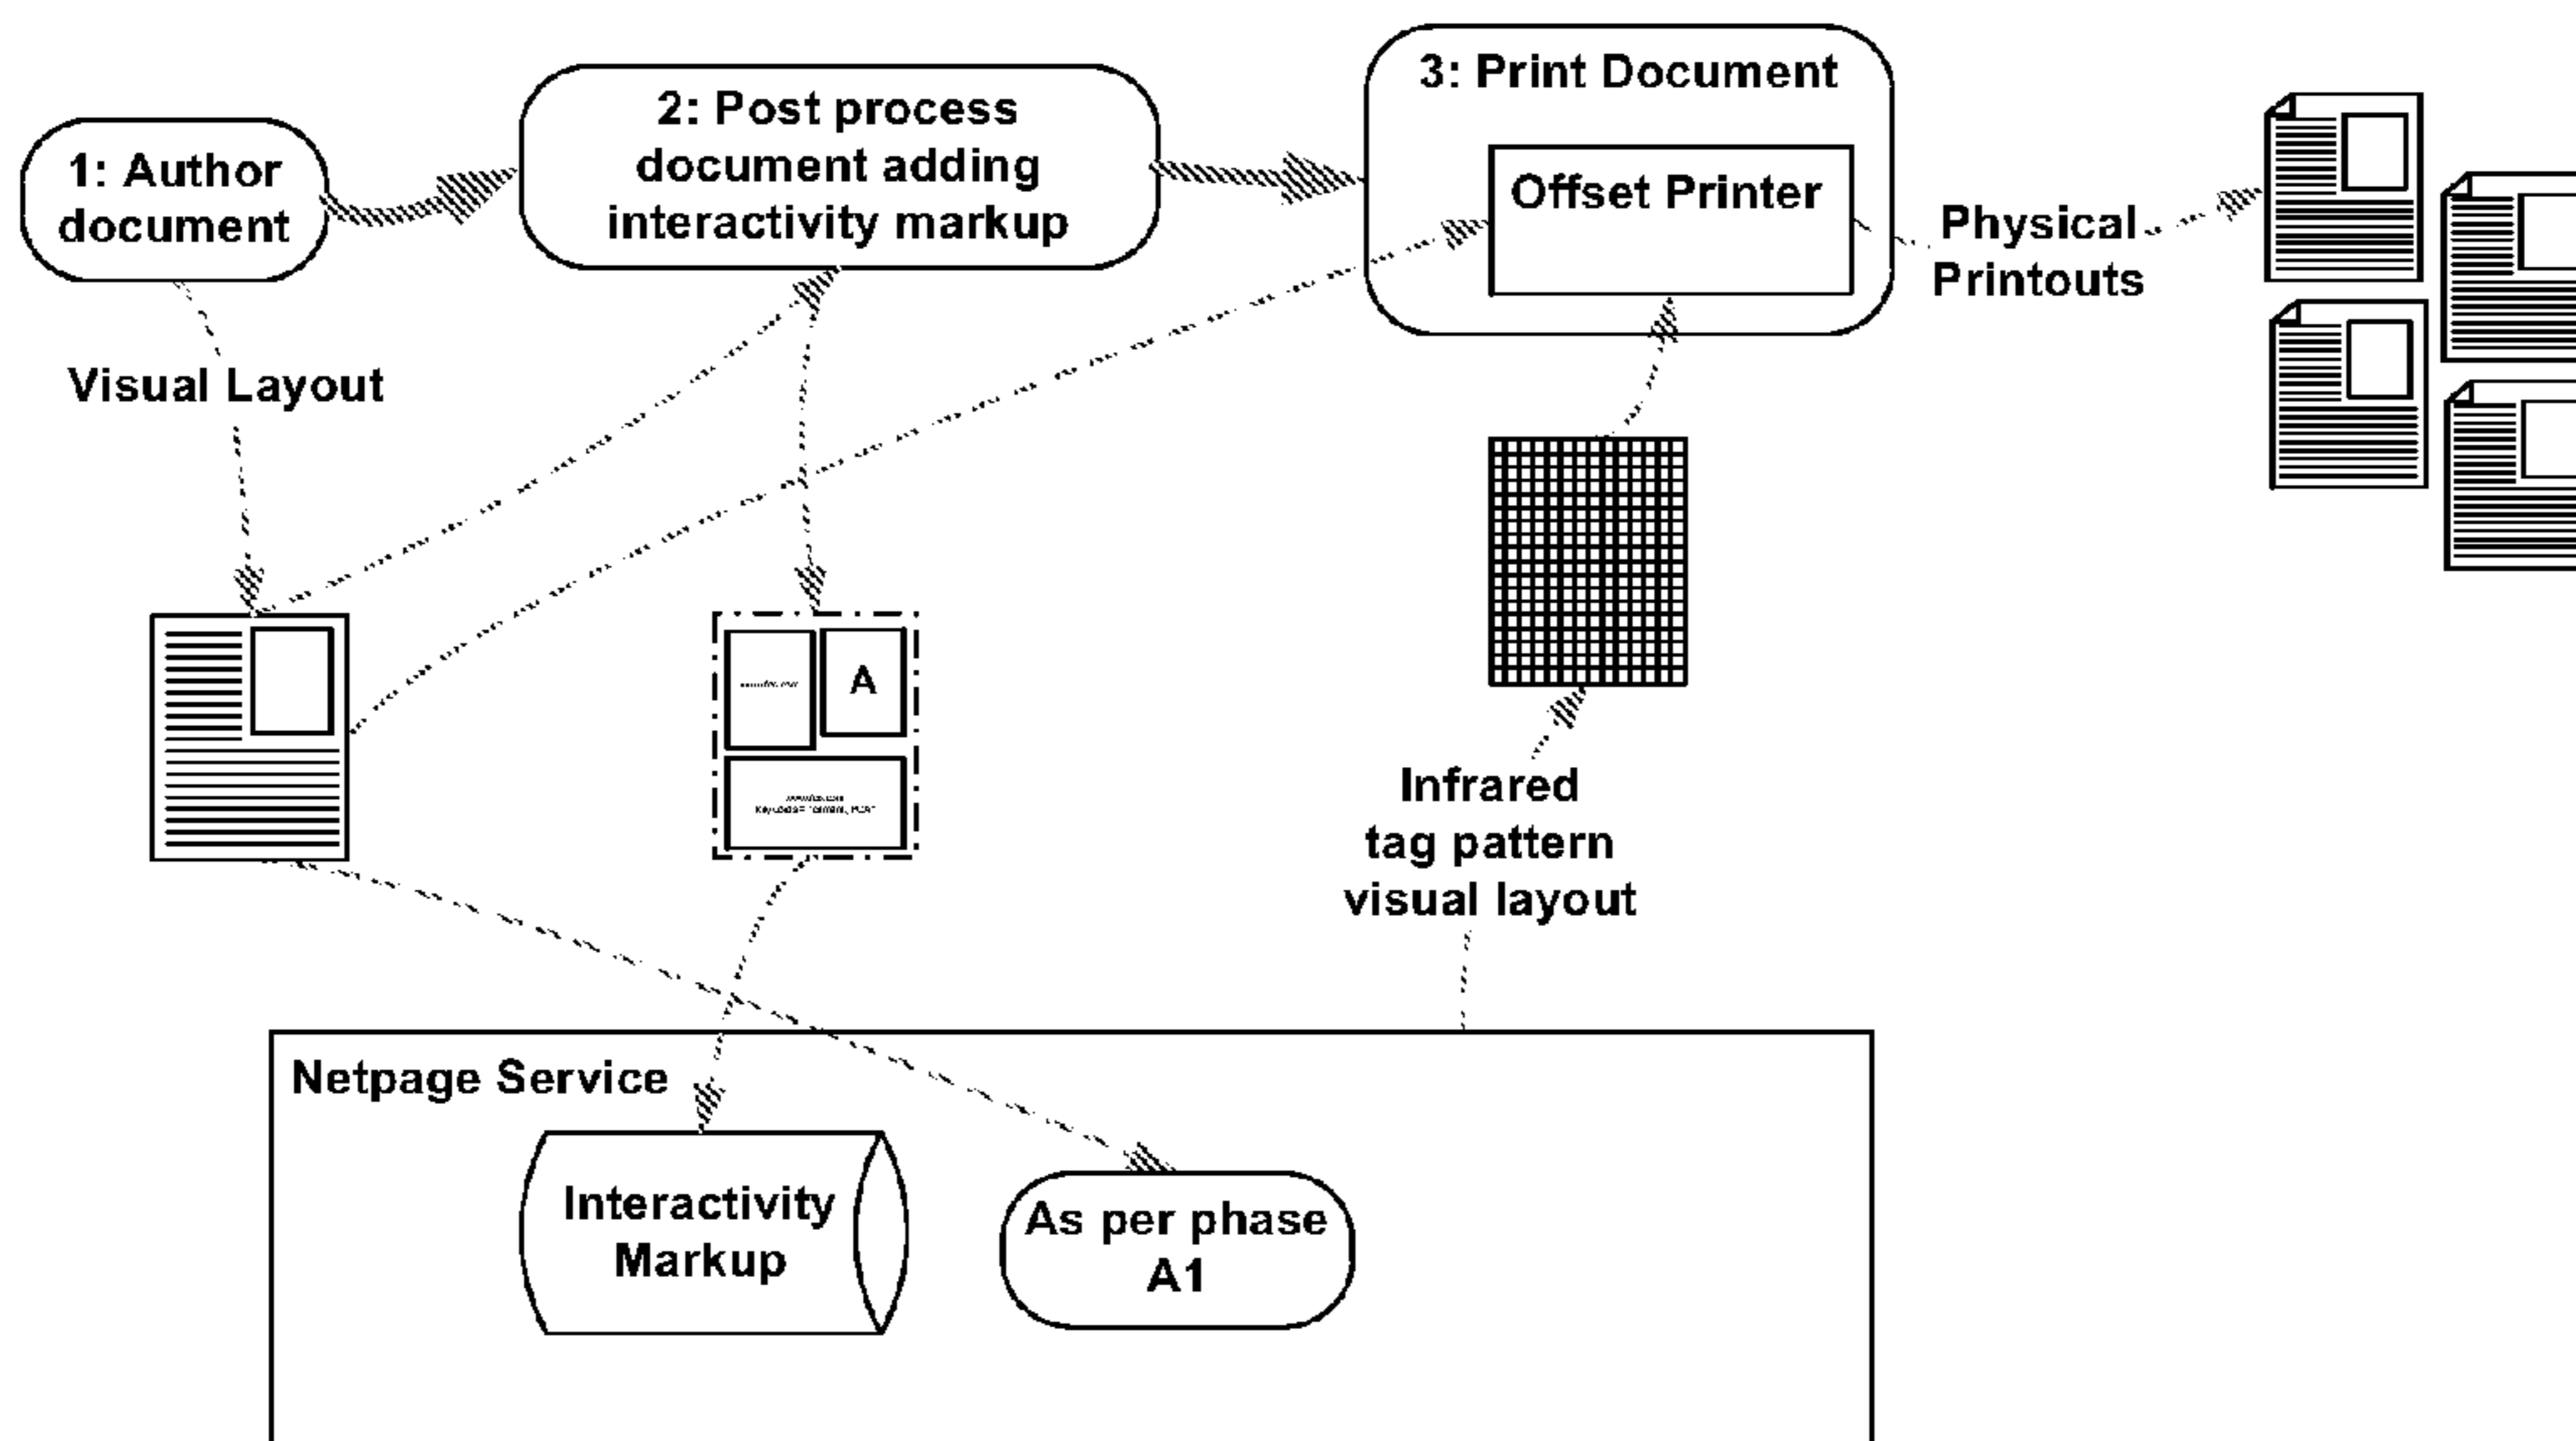 1: Author
document
2: Post process
document adding
interactivity markup
3: Print Document
Offset Printer
Physical
Printouts
Visual Layout
A
Infrared
tag pattern
visual layout
Netpage Service
Interactivity
Markup
As per phase
A1